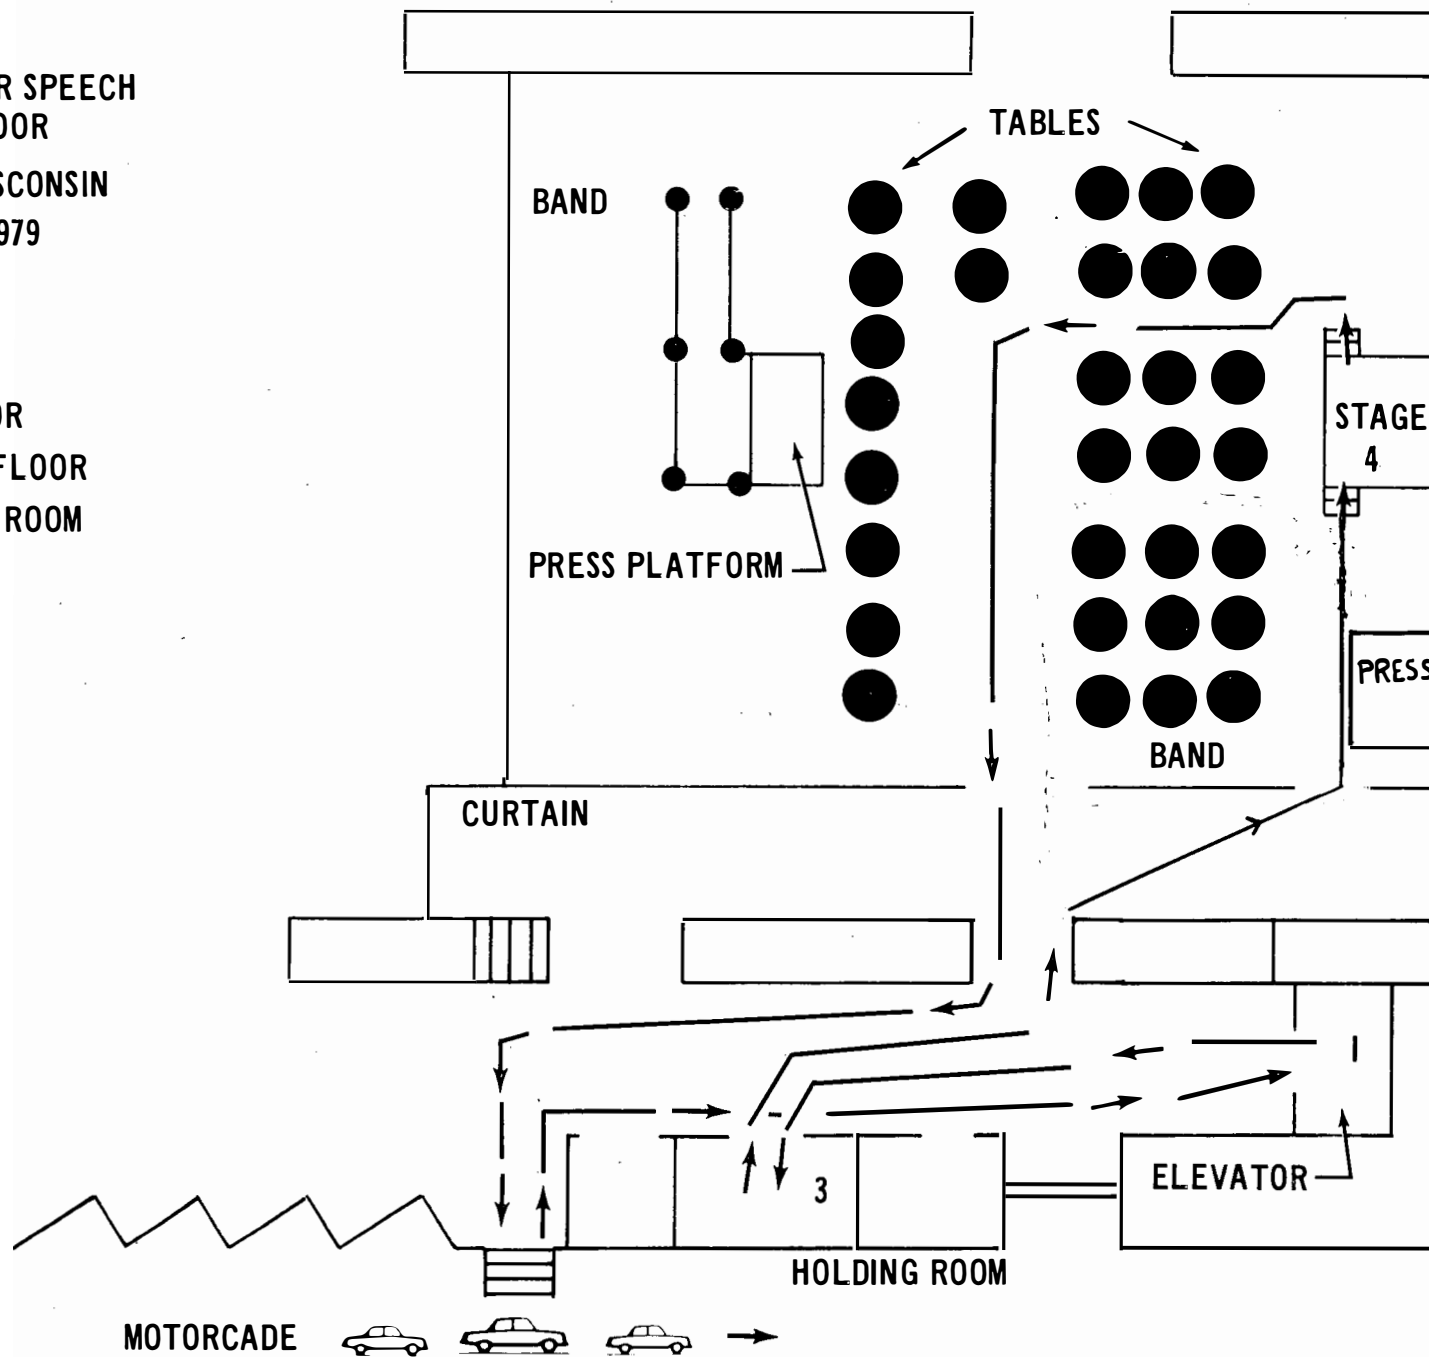 R SPEECH
OOR
SCONSIN
979
OR
FLOOR
ROOM
TABLES
BAND
STAGE
4
PRESS PLATFORM
PRESS
BAND
CURTAIN
3
ELEVATOR
HOLDING ROOM
MOTORCADE